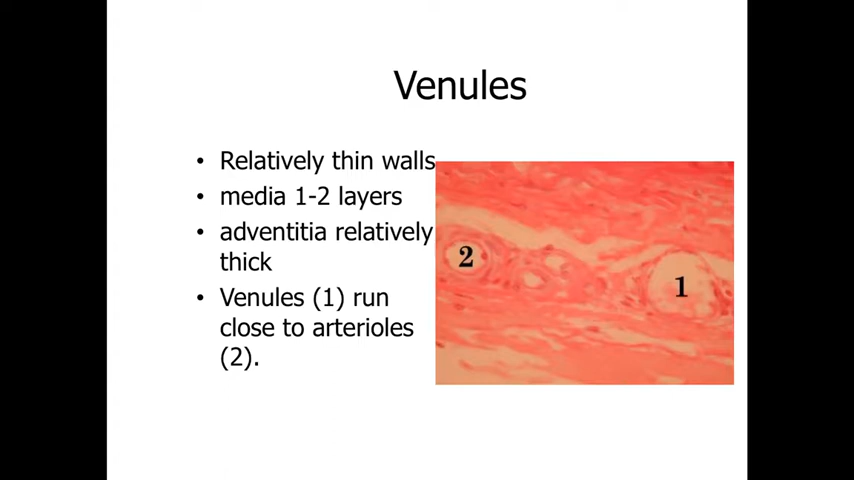 Venules
• Relatively thin walls
• media 1-2 layers
• adventitia relatively
thick
• Venules (1) run
close to arterioles
(2).
2
1